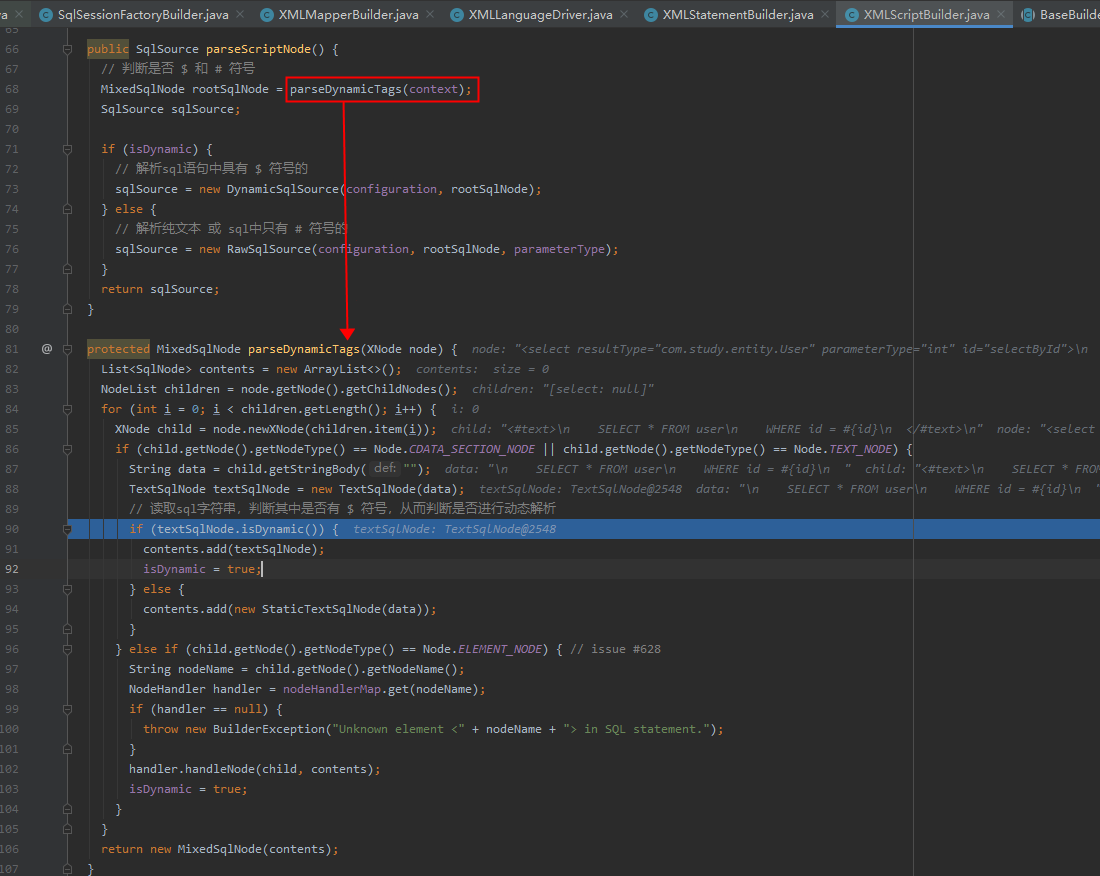 va
SqlSessionFactoryBuilder.java
XMLMapperBuilder.java
XMLLanguageDriver.java
XMLStatementBuilder.java
XMLScriptBuilder.java
BaseBuilde
65
66 public SqlSource parseScriptNode() {
67 // 判断是否 $ 和 # 符号
68 MixedSqlNode rootSqlNode = parseDynamicTags(context);
69 SqlSource sqlSource;
70
71 if (isDynamic) {
72 // 解析sql语句中具有 $ 符号的
73 sqlSource = new DynamicSqlSource(configuration, rootSqlNode);
74 } else {
75 // 解析纯文本 或 sql中只有 # 符号的
76 sqlSource = new RawSqlSource(configuration, rootSqlNode, parameterType);
77 }
78 return sqlSource;
79 }
80
81 @ protected MixedSqlNode parseDynamicTags(XNode node) { node: "<select resultType="com.study.entity.User" parameterType="int" id="selectById">\n
82 List<SqlNode> contents = new ArrayList<>(); contents: size = 0
83 NodeList children = node.getNode().getChildNodes(); children: "[select: null]"
84 for (int i = 0; i < children.getLength(); i++) { i: 0
85 XNode child = node.newXNode(children.item(i)); child: "<#text>\n SELECT * FROM user\n WHERE id = #{id}\n </#text>\n" node: "<select
86 if (child.getNode().getNodeType() == Node.CDATA_SECTION_NODE || child.getNode().getNodeType() == Node.TEXT_NODE) {
87 String data = child.getStringBody( def: ""); data: "\n SELECT * FROM user\n WHERE id = #{id}\n " child: "<#text>\n SELECT * FRO
88 TextSqlNode textSqlNode = new TextSqlNode(data); textSqlNode: TextSqlNode@2548 data: "\n SELECT * FROM user\n WHERE id = #{id}\n "
89 // 读取sql字符串，判断其中是否有 $ 符号，从而判断是否进行动态解析
90 if (textSqlNode.isDynamic()) { textSqlNode: TextSqlNode@2548
91 contents.add(textSqlNode);
92 isDynamic = true;
93 } else {
94 contents.add(new StaticTextSqlNode(data));
95 }
96 } else if (child.getNode().getNodeType() == Node.ELEMENT_NODE) { // issue #628
97 String nodeName = child.getNode().getNodeName();
98 NodeHandler handler = nodeHandlerMap.get(nodeName);
99 if (handler == null) {
100 throw new BuilderException("Unknown element <" + nodeName + "> in SQL statement.");
101 }
102 handler.handleNode(child, contents);
103 isDynamic = true;
104 }
105 }
106 return new MixedSqlNode(contents);
107 }